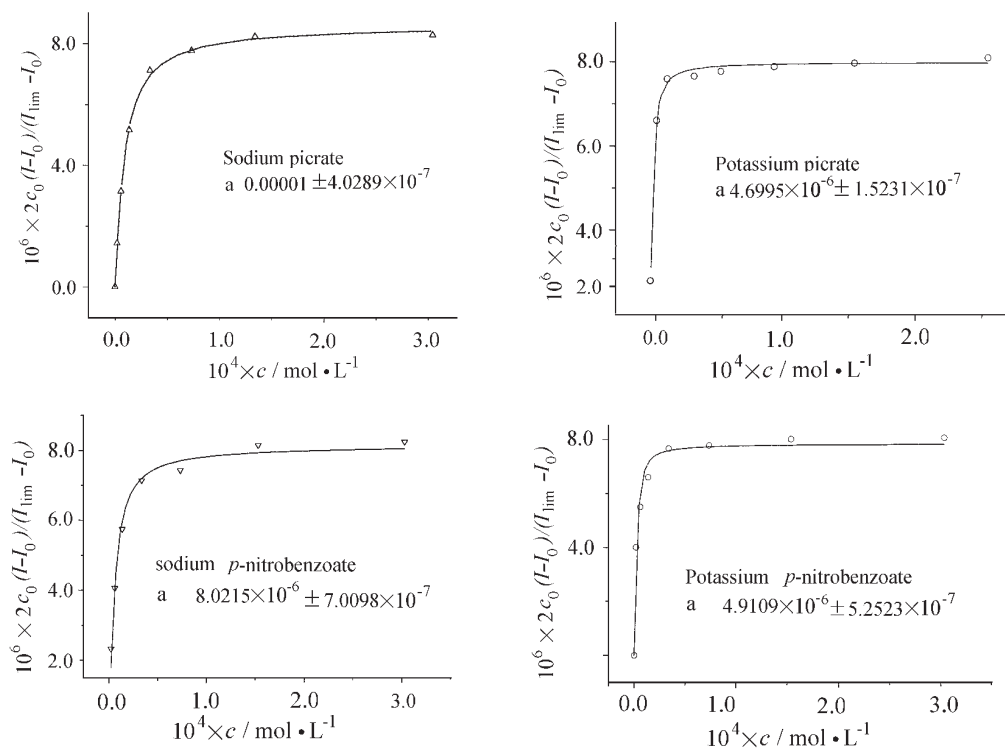 10⁶ × 2c₀ (I–I₀)/(Iₗᵢₘ –I₀)
8.0
4.0
0.0
Sodium picrate
a 0.00001 ±4.0289×10⁻⁷
0.0
1.0
2.0
3.0
10⁴ ×c / mol • L⁻¹
10⁶ × 2c₀ (I–I₀)/(Iₗᵢₘ –I₀)
8.0
6.0
4.0
2.0
Potassium picrate
a 4.6995×10⁻⁶ ± 1.5231×10⁻⁷
0.0
1.0
2.0
10⁴ ×c / mol • L⁻¹
10⁶ × 2c₀ (I–I₀)/(Iₗᵢₘ –I₀)
8.0
6.0
4.0
2.0
sodium p-nitrobenzoate
a 8.0215×10⁻⁶ ± 7.0098×10⁻⁷
0.0
1.0
2.0
3.0
10⁴ ×c / mol • L⁻¹
10⁶ × 2c₀ (I–I₀)/(Iₗᵢₘ –I₀)
8.0
4.0
Potassium p-nitrobenzoate
a 4.9109×10⁻⁶ ± 5.2523×10⁻⁷
0.0
1.0
2.0
3.0
10⁴ ×c / mol • L⁻¹